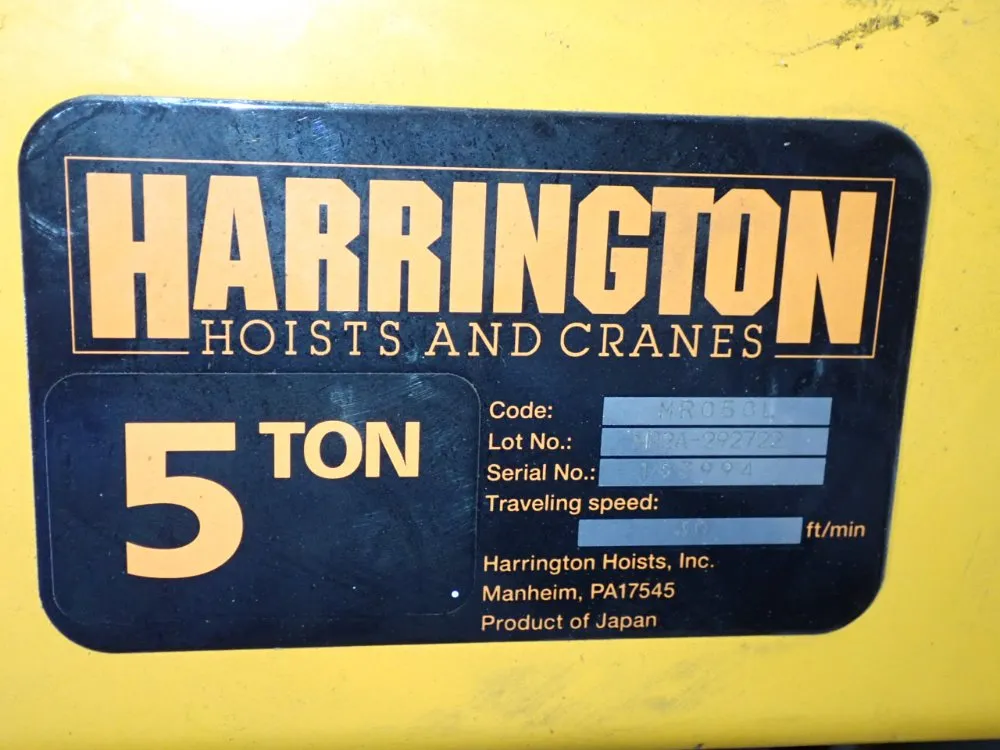 HARRINGTON
HOISTS AND CRANES
5 TON
Code: MR050L
Lot No.:
Serial No.:
Traveling speed:
ft/min
Harrington Hoists, Inc.
Manheim, PA17545
Product of Japan